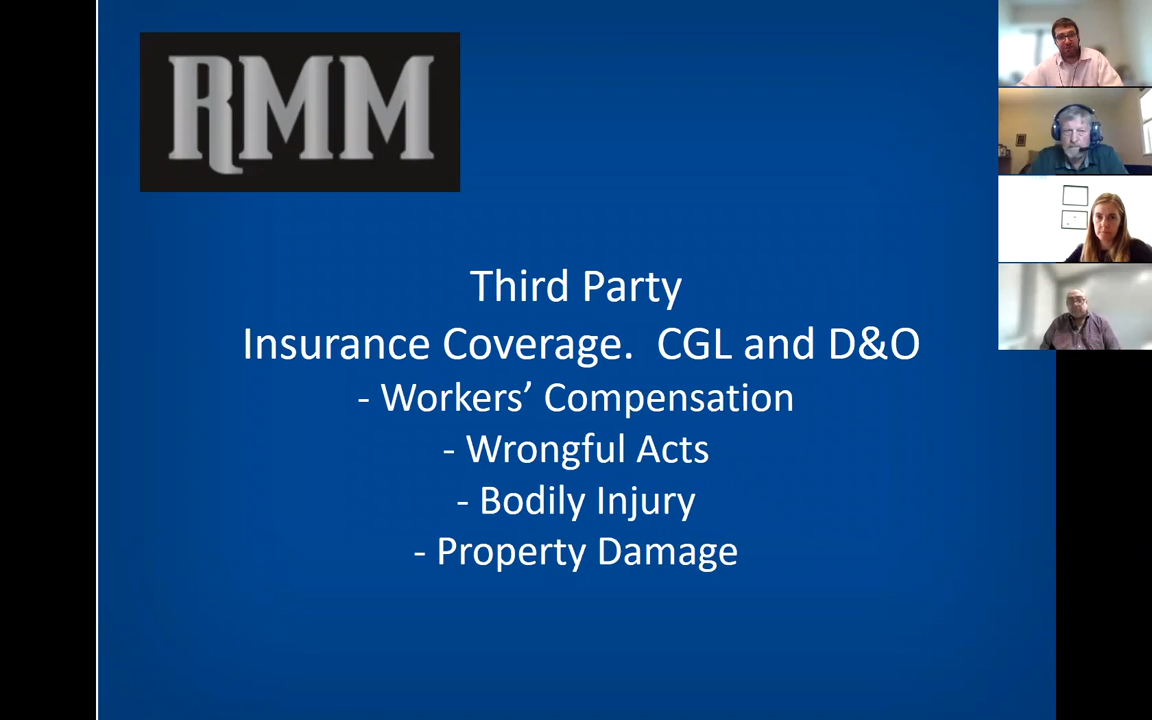 RMM
Third Party
Insurance Coverage.  CGL and D&O
- Workers’ Compensation
- Wrongful Acts
- Bodily Injury
- Property Damage